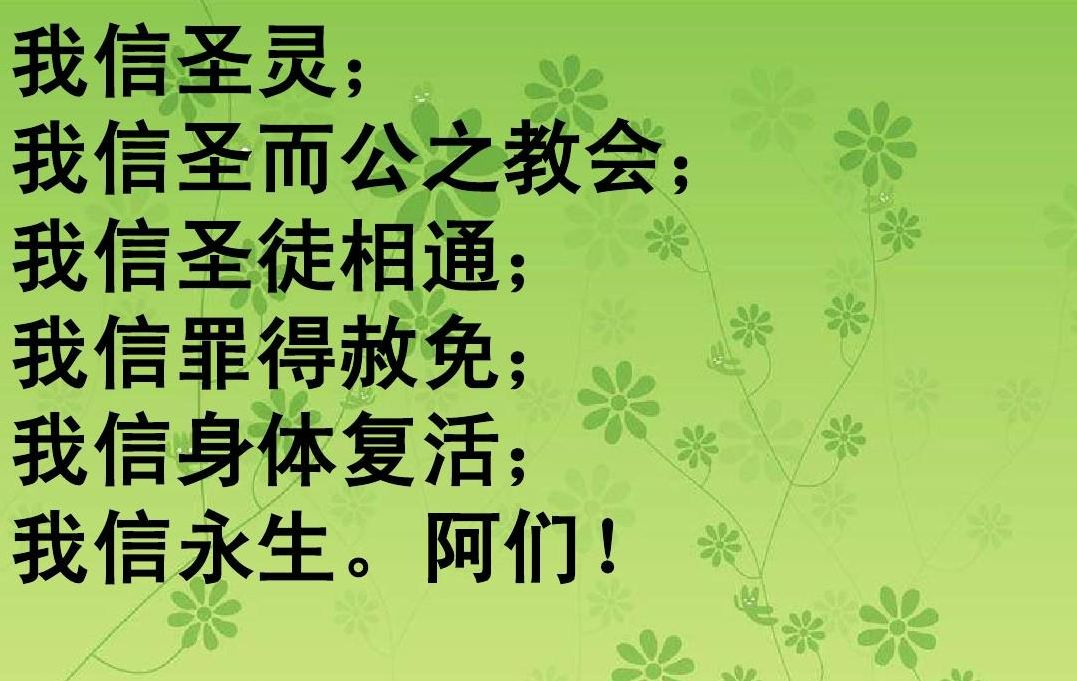 我信圣灵；
我信圣而公之教会；
我信圣徒相通；
我信罪得赦免；
我信身体复活；
我信永生。阿们！